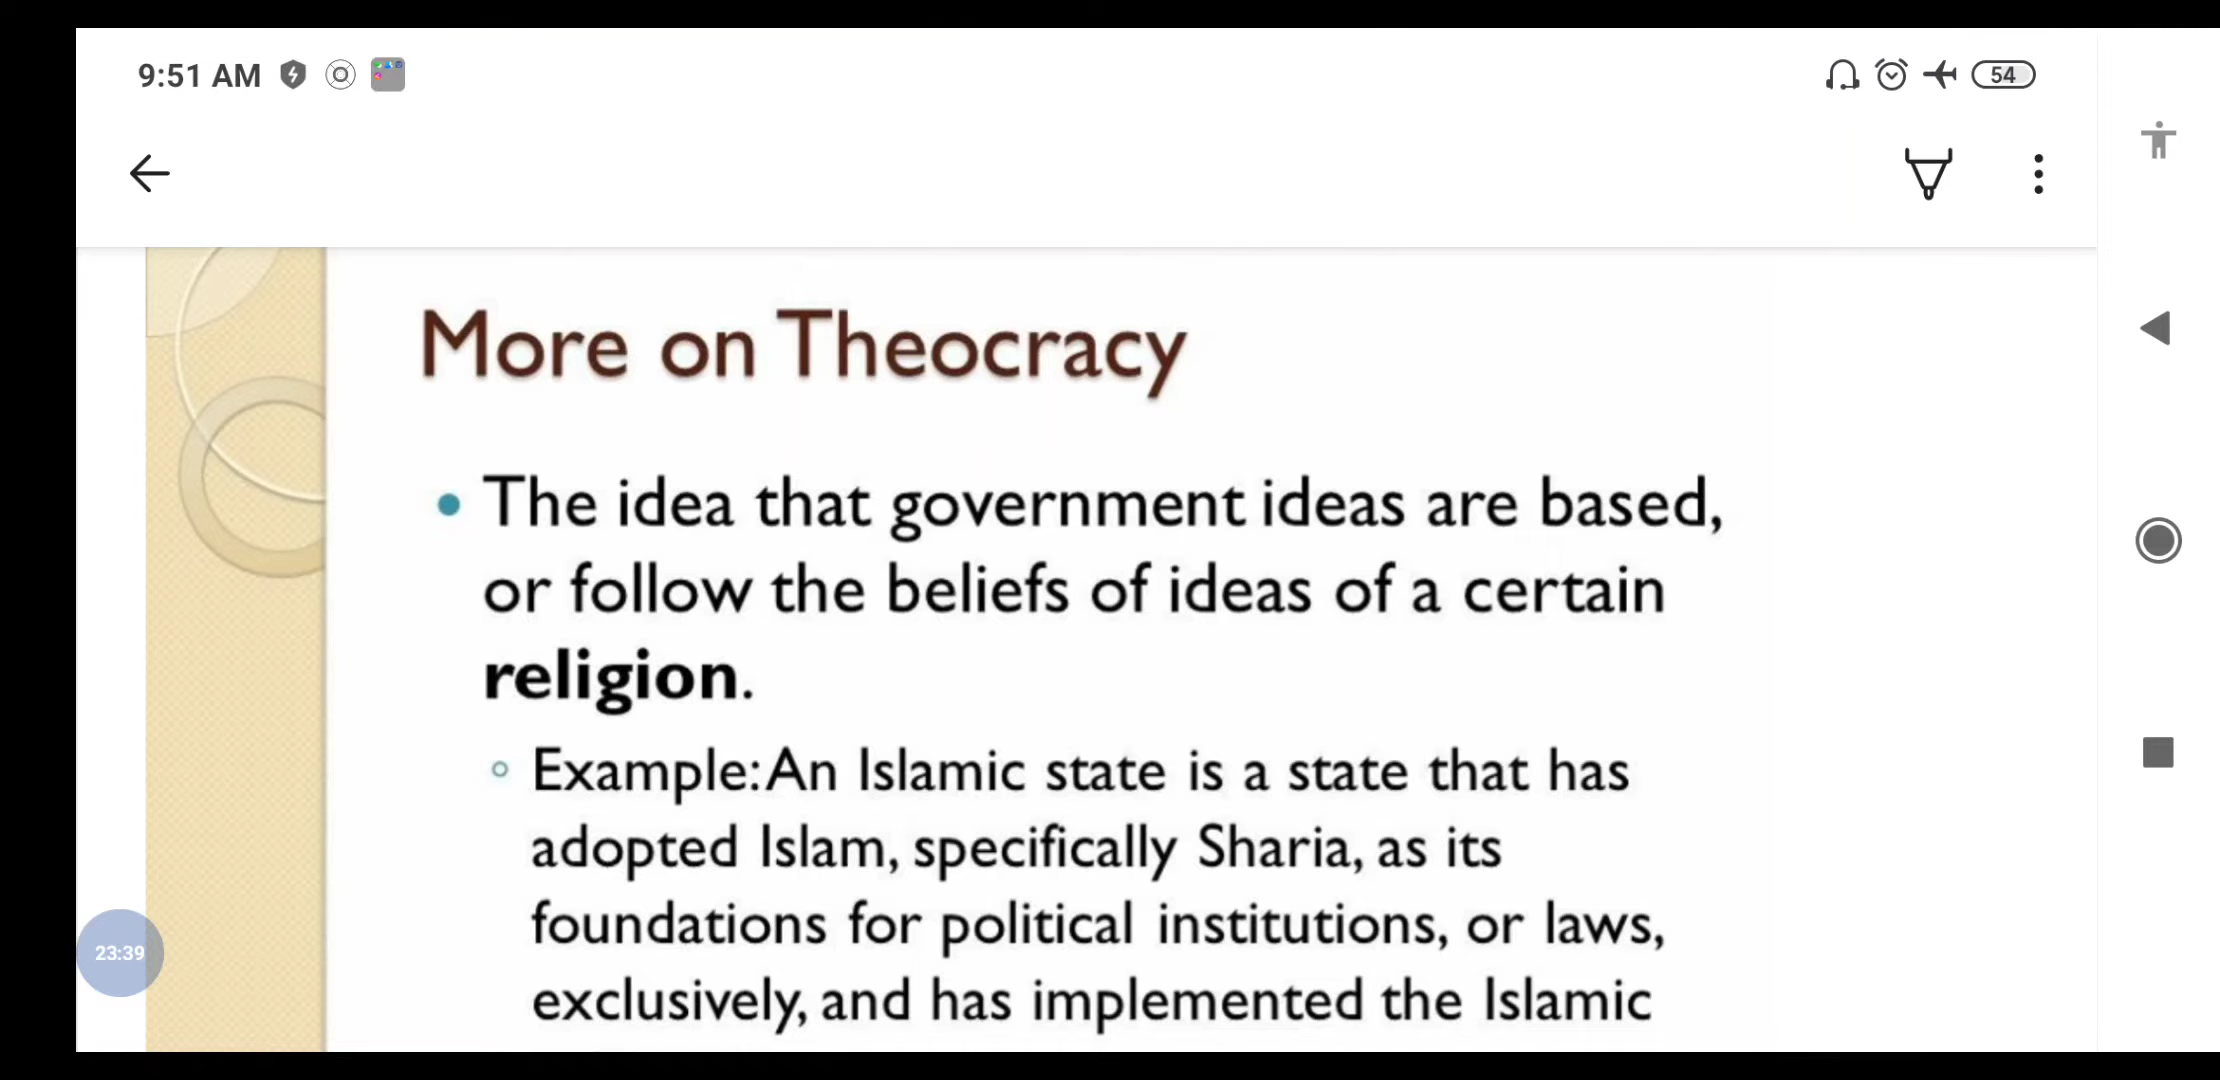 9:51 AM
54
More on Theocracy
• The idea that government ideas are based,
or follow the beliefs of ideas of a certain
religion.
◦ Example: An Islamic state is a state that has
adopted Islam, specifically Sharia, as its
foundations for political institutions, or laws,
exclusively, and has implemented the Islamic
23:39